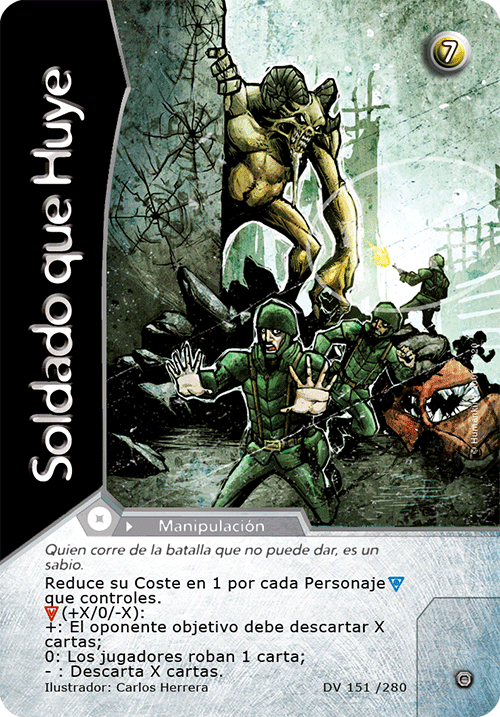 Soldado que Huye
7
Manipulación
Quien corre de la batalla que no puede dar, es un
sabio.
Reduce su Coste en 1 por cada Personaje
que controles.
(+X/0/-X):
+: El oponente objetivo debe descartar X
cartas;
0: Los jugadores roban 1 carta;
- : Descarta X cartas.
Ilustrador: Carlos Herrera DV 151 /280